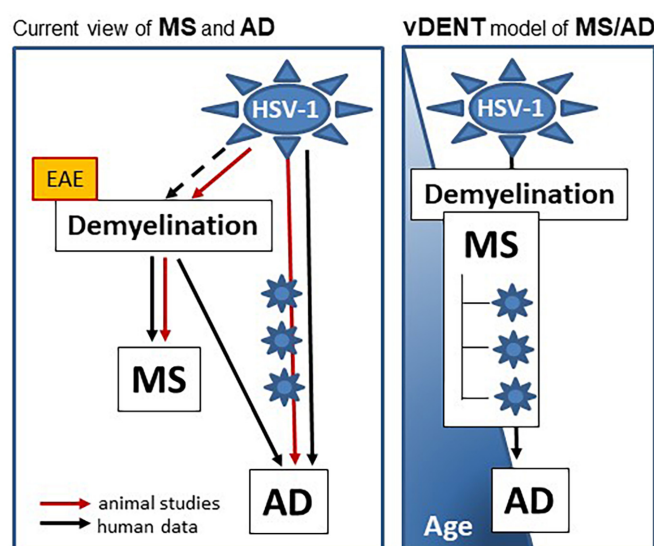 Current view of MS and AD
HSV-1
EAE
Demyelination
MS
AD
animal studies
human data
vDENT model of MS/AD
HSV-1
Demyelination
MS
AD
Age